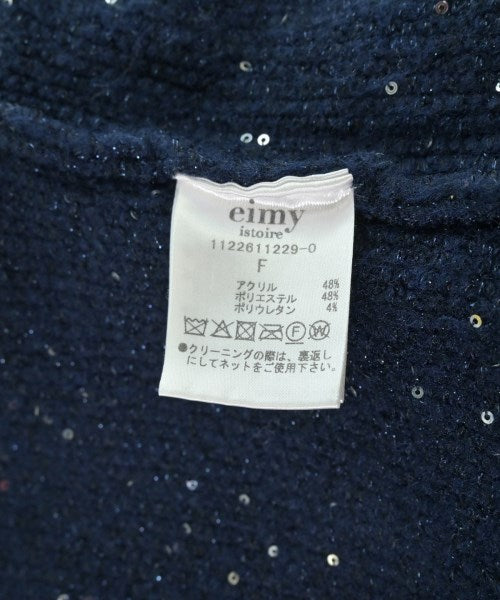 eimy
istoire
1122611229-0
F
アクリル 48%
ポリエステル 48%
ポリウレタン 4%
F W
●クリーニングの際は、裏返し
にしてネットをご使用下さい。